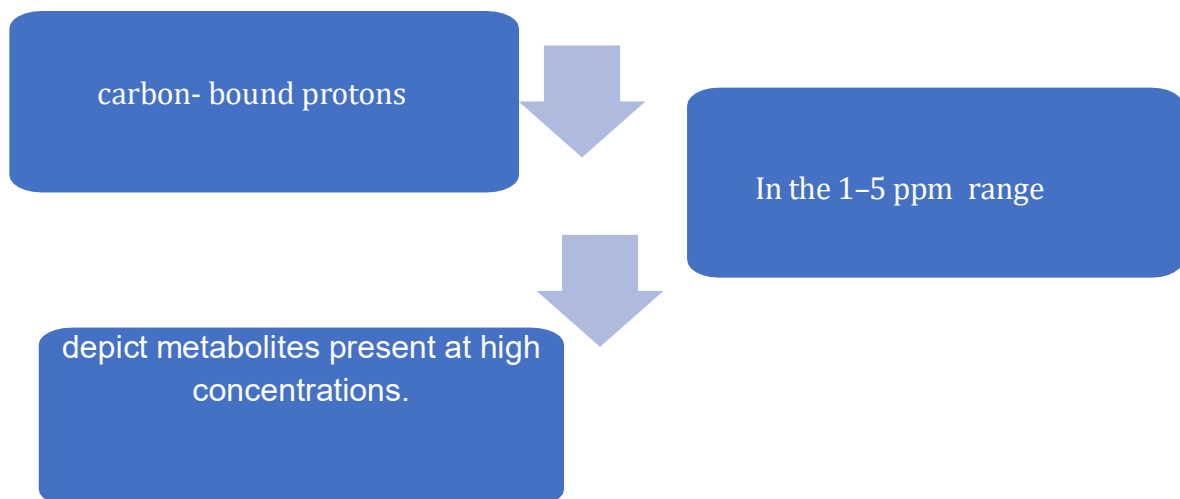 carbon- bound protons
In the 1–5 ppm  range
depict metabolites present at high
concentrations.